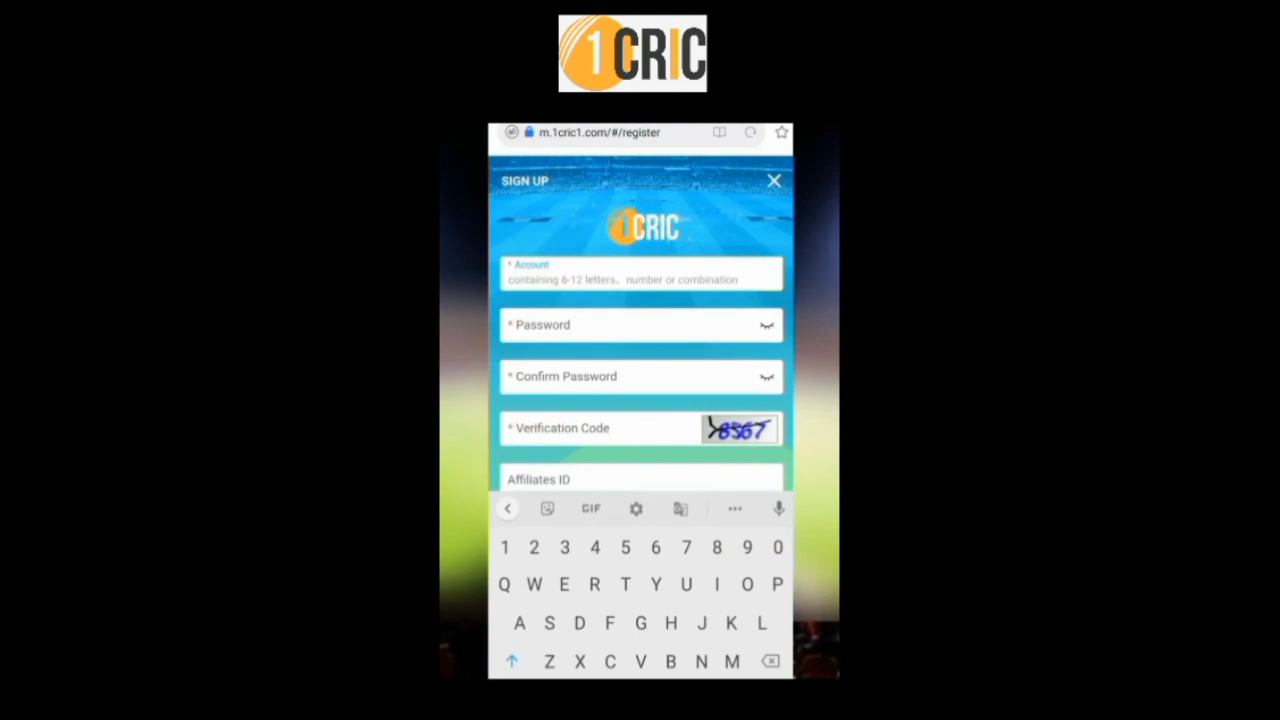 1CRIC
m.1cric1.com/#/register
SIGN UP
1CRIC
* Account
containing 6-12 letters、number or combination
* Password
* Confirm Password
* Verification Code
8567
Affiliates ID
GIF
1 2 3 4 5 6 7 8 9 0
Q W E R T Y U I O P
A S D F G H J K L
Z X C V B N M